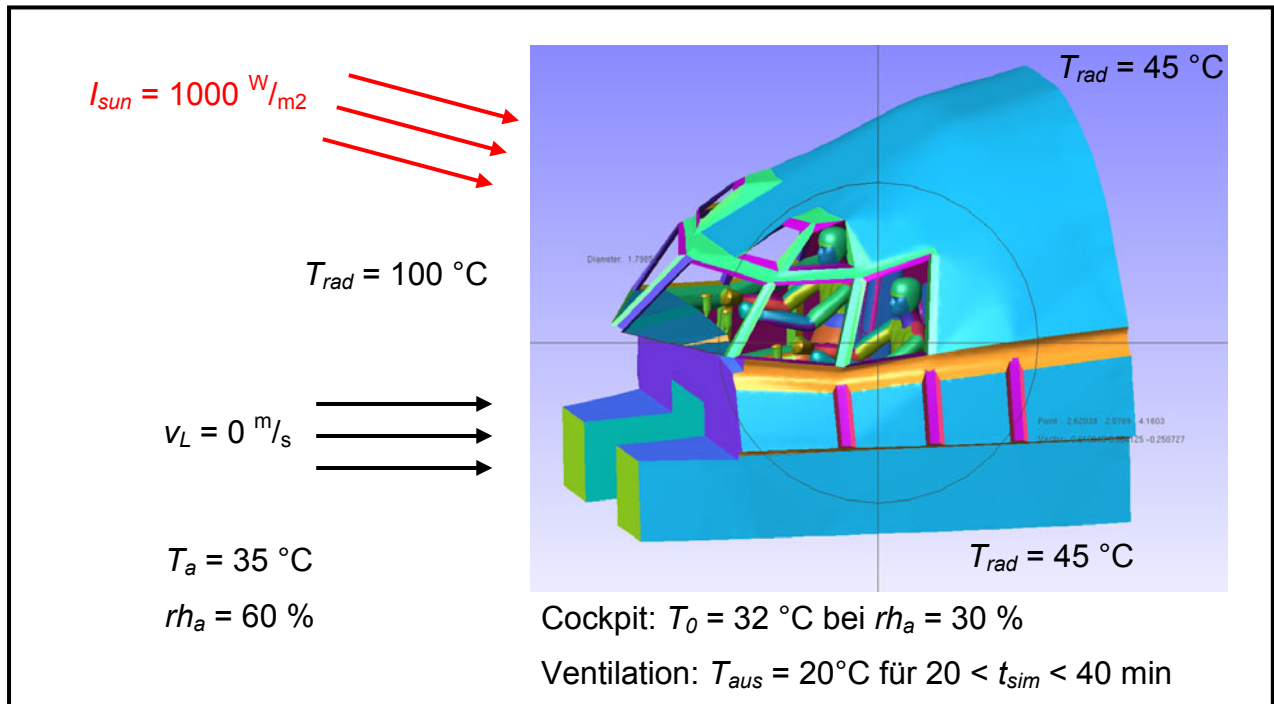 T_rad = 45 °C
I_sun = 1000 W/m2
T_rad = 100 °C
v_L = 0 m/s
T_a = 35 °C
rh_a = 60 %
T_rad = 45 °C
Cockpit: T_0 = 32 °C bei rh_a = 30 %
Ventilation: T_aus = 20°C für 20 < t_sim < 40 min